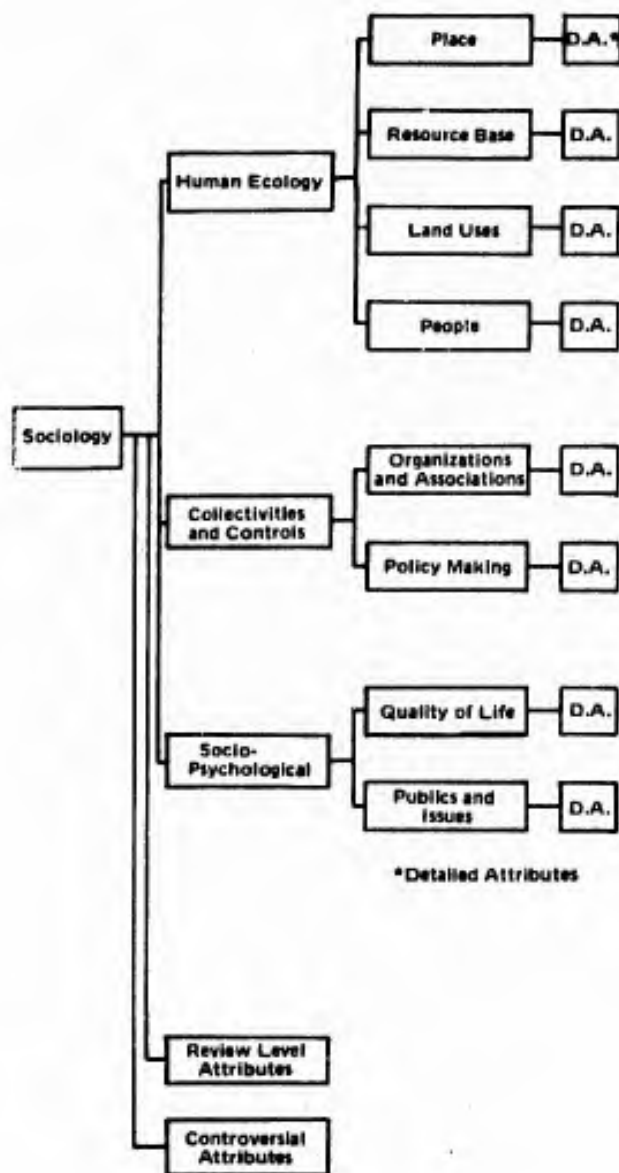 Place
D.A.*
Resource Base
D.A.
Human Ecology
Land Uses
D.A.
People
D.A.
Sociology
Organizations
and Associations
D.A.
Collectivities
and Controls
Policy Making
D.A.
Quality of Life
D.A.
Socio-
Psychological
Publics and
Issues
D.A.
*Detailed Attributes
Review Level
Attributes
Controversial
Attributes